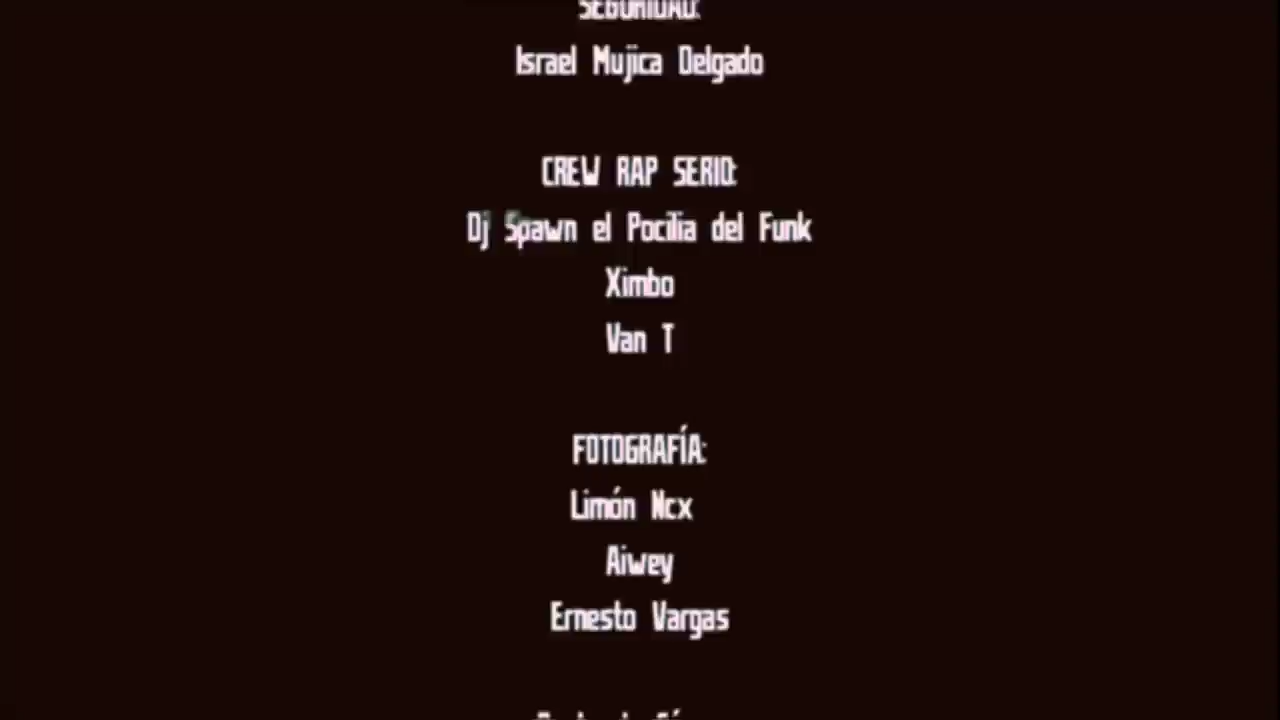 SEGURIDAD:
Israel Mujica Delgado
CREW RAP SERIO:
Dj Spawn el Pocilia del Funk
Ximbo
Van T
FOTOGRAFÍA:
Limón Ncx
Aiwey
Ernesto Vargas